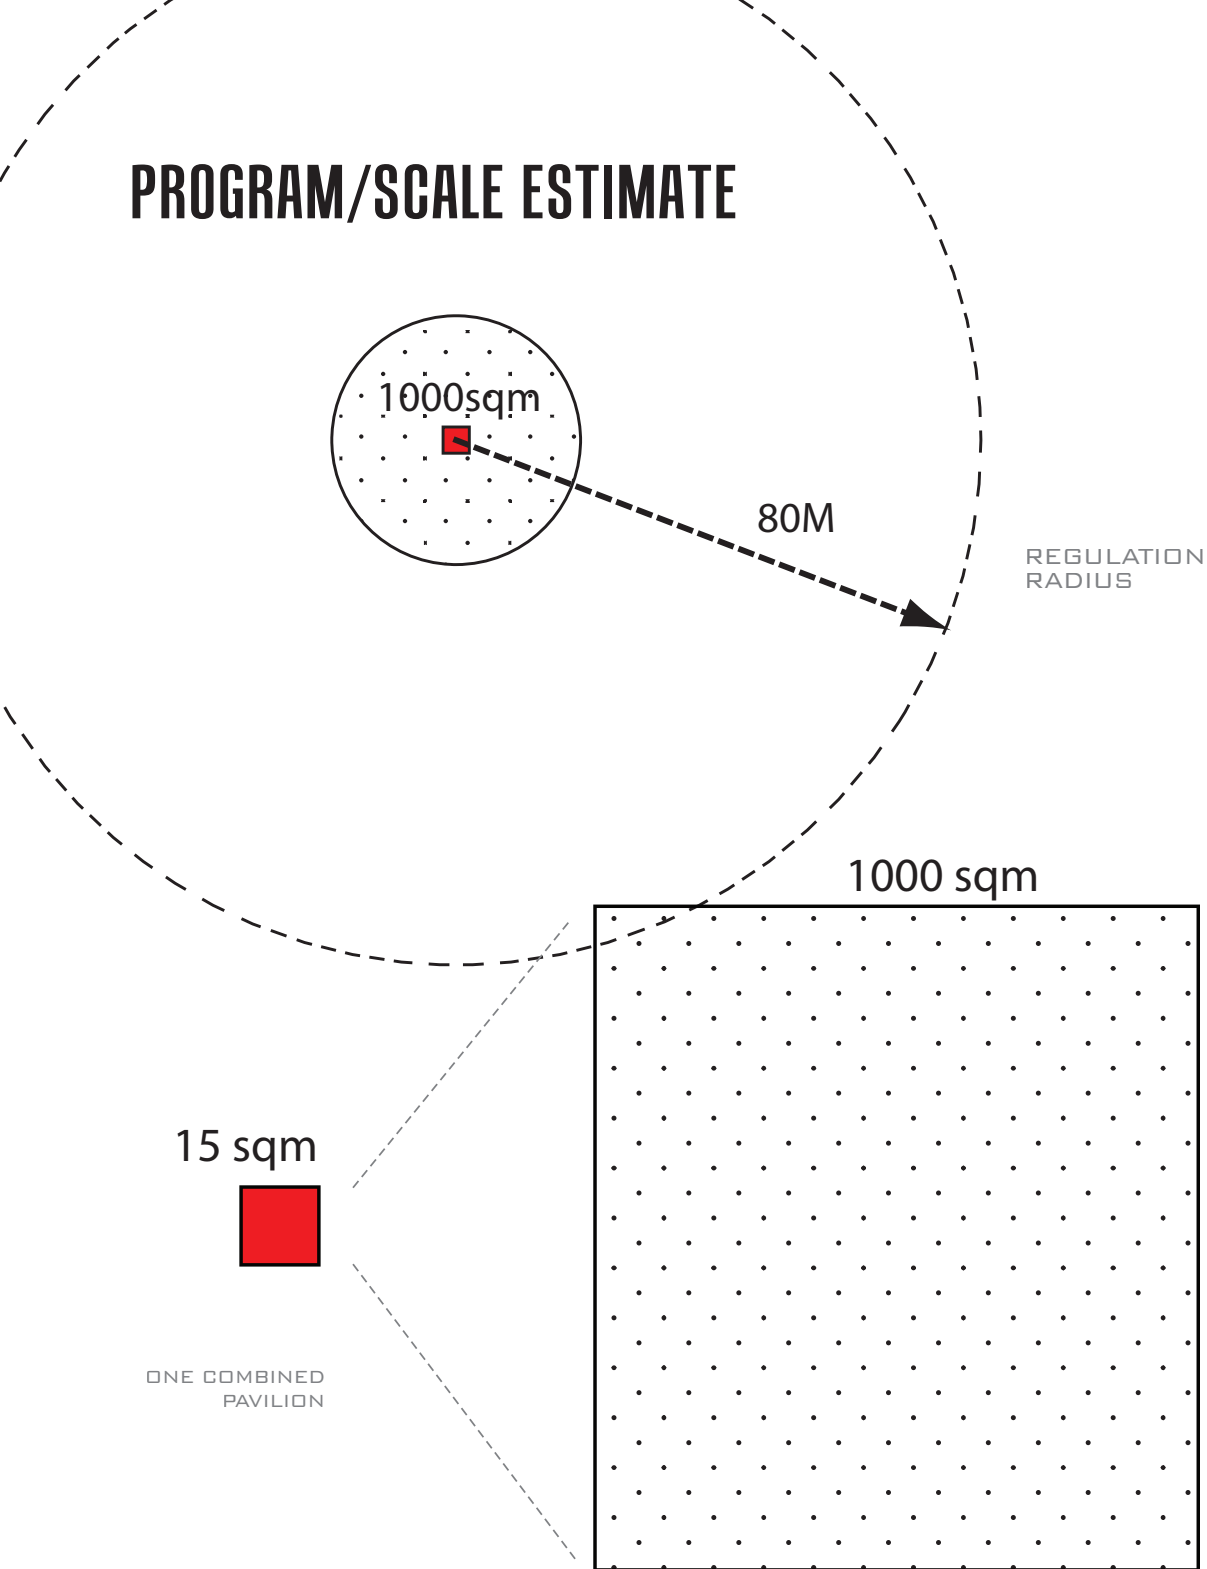 PROGRAM/SCALE ESTIMATE
1000sqm
80M
REGULATION
RADIUS
1000 sqm
15 sqm
ONE COMBINED
PAVILION